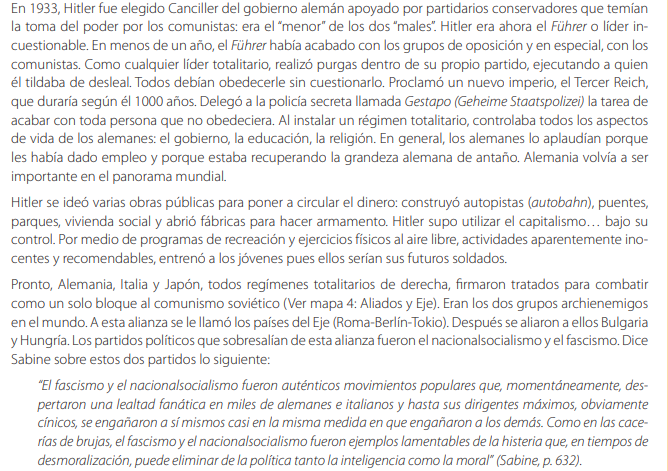 En 1933, Hitler fue elegido Canciller del gobierno alemán apoyado por partidarios conservadores que temían
la toma del poder por los comunistas: era el “menor” de los dos “males”. Hitler era ahora el Führer o líder in-
cuestionable. En menos de un año, el Führer había acabado con los grupos de oposición y en especial, con los
comunistas. Como cualquier líder totalitario, realizó purgas dentro de su propio partido, ejecutando a quien
él tildaba de desleal. Todos debían obedecerle sin cuestionarlo. Proclamó un nuevo imperio, el Tercer Reich,
que duraría según él 1000 años. Delegó a la policía secreta llamada Gestapo (Geheime Staatspolizei) la tarea de
acabar con toda persona que no obedeciera. Al instalar un régimen totalitario, controlaba todos los aspectos
de vida de los alemanes: el gobierno, la educación, la religión. En general, los alemanes lo aplaudían porque
les había dado empleo y porque estaba recuperando la grandeza alemana de antaño. Alemania volvía a ser
importante en el panorama mundial.
Hitler se ideó varias obras públicas para poner a circular el dinero: construyó autopistas (autobahn), puentes,
parques, vivienda social y abrió fábricas para hacer armamento. Hitler supo utilizar el capitalismo… bajo su
control. Por medio de programas de recreación y ejercicios físicos al aire libre, actividades aparentemente ino-
centes y recomendables, entrenó a los jóvenes pues ellos serían sus futuros soldados.
Pronto, Alemania, Italia y Japón, todos regímenes totalitarios de derecha, firmaron tratados para combatir
como un solo bloque al comunismo soviético (Ver mapa 4: Aliados y Eje). Eran los dos grupos archienemigos
en el mundo. A esta alianza se le llamó los países del Eje (Roma-Berlín-Tokio). Después se aliaron a ellos Bulgaria
y Hungría. Los partidos políticos que sobresalían de esta alianza fueron el nacionalsocialismo y el fascismo. Dice
Sabine sobre estos dos partidos lo siguiente:
“El fascismo y el nacionalsocialismo fueron auténticos movimientos populares que, momentáneamente, des-
pertaron una lealtad fanática en miles de alemanes e italianos y hasta sus dirigentes máximos, obviamente
cínicos, se engañaron a sí mismos casi en la misma medida en que engañaron a los demás. Como en las cace-
rías de brujas, el fascismo y el nacionalsocialismo fueron ejemplos lamentables de la histeria que, en tiempos de
desmoralización, puede eliminar de la política tanto la inteligencia como la moral” (Sabine, p. 632).